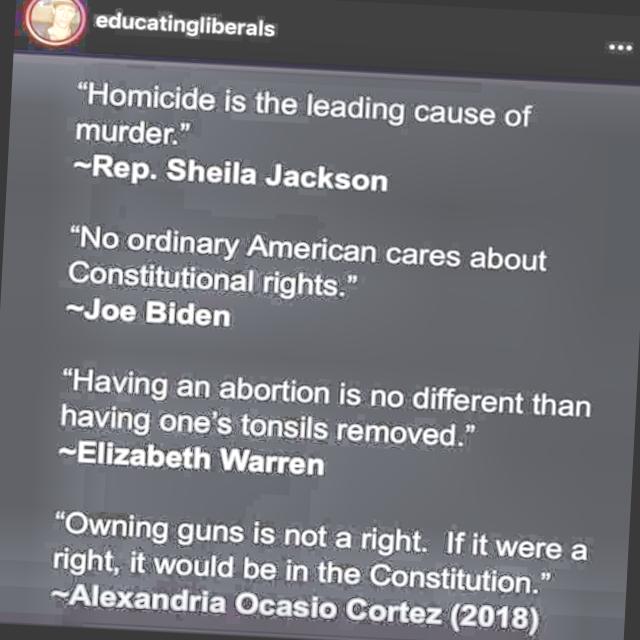 educatingliberals
“Homicide is the leading cause of
murder.”
~Rep. Sheila Jackson
“No ordinary American cares about
Constitutional rights.”
~Joe Biden
“Having an abortion is no different than
having one’s tonsils removed.”
~Elizabeth Warren
“Owning guns is not a right.  If it were a
right, it would be in the Constitution.”
~Alexandria Ocasio Cortez (2018)